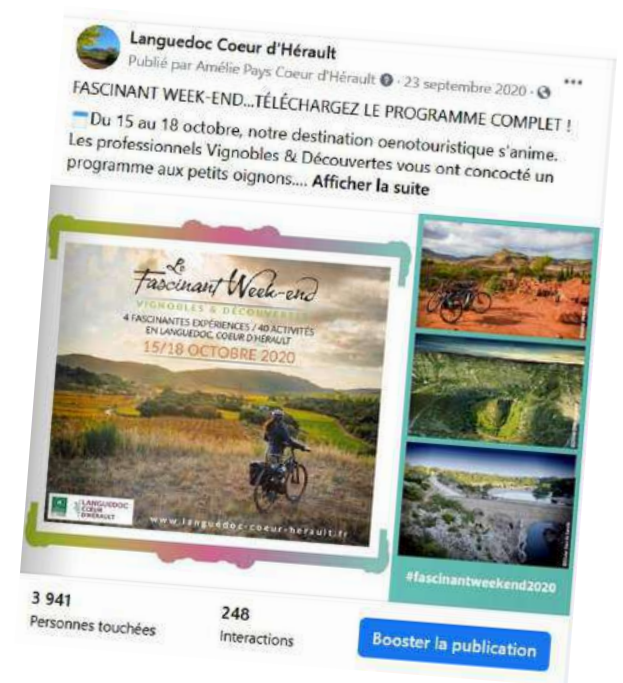 Languedoc Coeur d'Hérault
Publié par Amélie Pays Coeur d'Hérault · 23 septembre 2020 ·
FASCINANT WEEK-END...TÉLÉCHARGEZ LE PROGRAMME COMPLET !
Du 15 au 18 octobre, notre destination oenotouristique s'anime.
Les professionnels Vignobles & Découvertes vous ont concocté un
programme aux petits oignons.... Afficher la suite
Le
Fascinant Week-end
VIGNOBLES & DÉCOUVERTES
4 FASCINANTES EXPÉRIENCES / 40 ACTIVITÉS
EN LANGUEDOC, COEUR D'HÉRAULT
15/18 OCTOBRE 2020
LANGUEDOC
COEUR
D'HÉRAULT
www.languedoc-coeur-herault.fr
#fascinantweekend2020
3 941
Personnes touchées
248
Interactions
Booster la publication